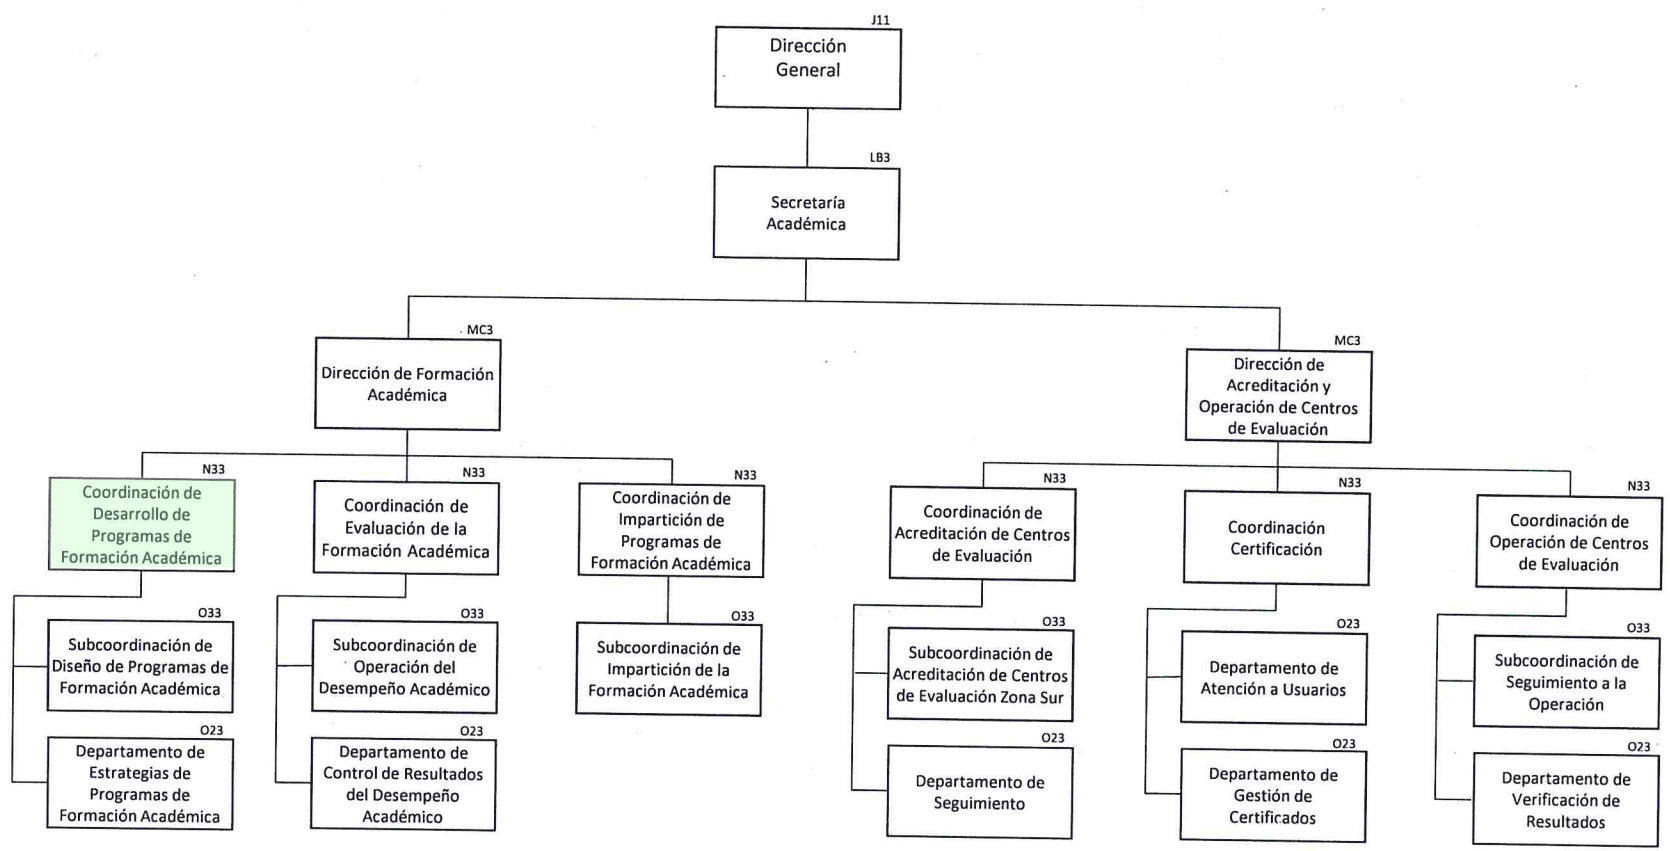 J11
Dirección
General
LB3
Secretaría
Académica
MC3
Dirección de Formación
Académica
MC3
Dirección de
Acreditación y
Operación de Centros
de Evaluación
N33
Coordinación de
Desarrollo de
Programas de
Formación Académica
N33
Coordinación de
Evaluación de la
Formación Académica
N33
Coordinación de
Impartición de
Programas de
Formación Académica
N33
Coordinación de
Acreditación de Centros
de Evaluación
N33
Coordinación
Certificación
N33
Coordinación de
Operación de Centros
de Evaluación
O33
Subcoordinación de
Diseño de Programas de
Formación Académica
O33
Subcoordinación de
Operación del
Desempeño Académico
O33
Subcoordinación de
Impartición de la
Formación Académica
O33
Subcoordinación de
Acreditación de Centros
de Evaluación Zona Sur
O23
Departamento de
Atención a Usuarios
O33
Subcoordinación de
Seguimiento a la
Operación
O23
Departamento de
Estrategias de
Programas de
Formación Académica
O23
Departamento de
Control de Resultados
del Desempeño
Académico
O23
Departamento de
Seguimiento
O23
Departamento de
Gestión de
Certificados
O23
Departamento de
Verificación de
Resultados